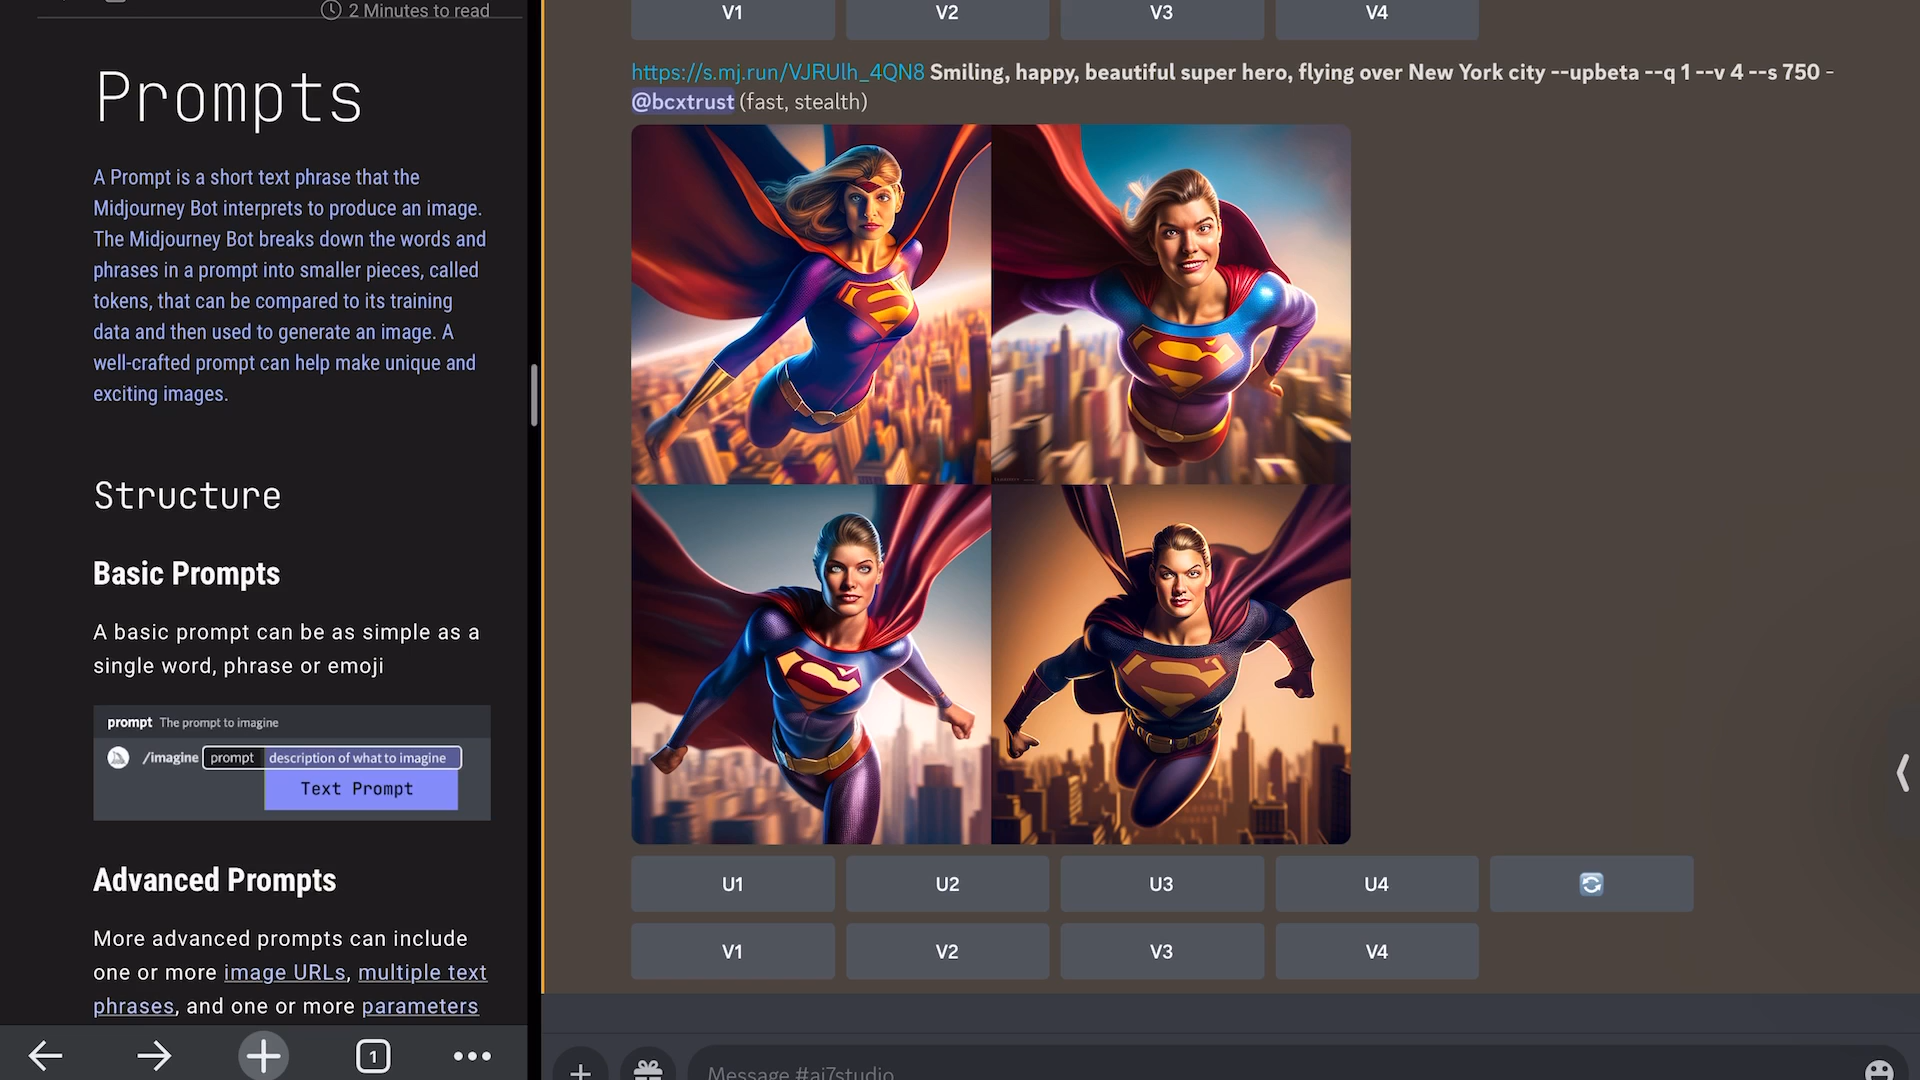 2 Minutes to read
Prompts
A Prompt is a short text phrase that the
Midjourney Bot interprets to produce an image.
The Midjourney Bot breaks down the words and
phrases in a prompt into smaller pieces, called
tokens, that can be compared to its training
data and then used to generate an image. A
well-crafted prompt can help make unique and
exciting images.
Structure
Basic Prompts
A basic prompt can be as simple as a
single word, phrase or emoji
prompt The prompt to imagine
/imagine prompt description of what to imagine
Text Prompt
Advanced Prompts
More advanced prompts can include
one or more image URLs, multiple text
phrases, and one or more parameters
1
V1 V2 V3 V4
https://s.mj.run/VJRUlh_4QN8 Smiling, happy, beautiful super hero, flying over New York city --upbeta --q 1 --v 4 --s 750 -
@bcxtrust (fast, stealth)
U1 U2 U3 U4
V1 V2 V3 V4
Message #ai7studio